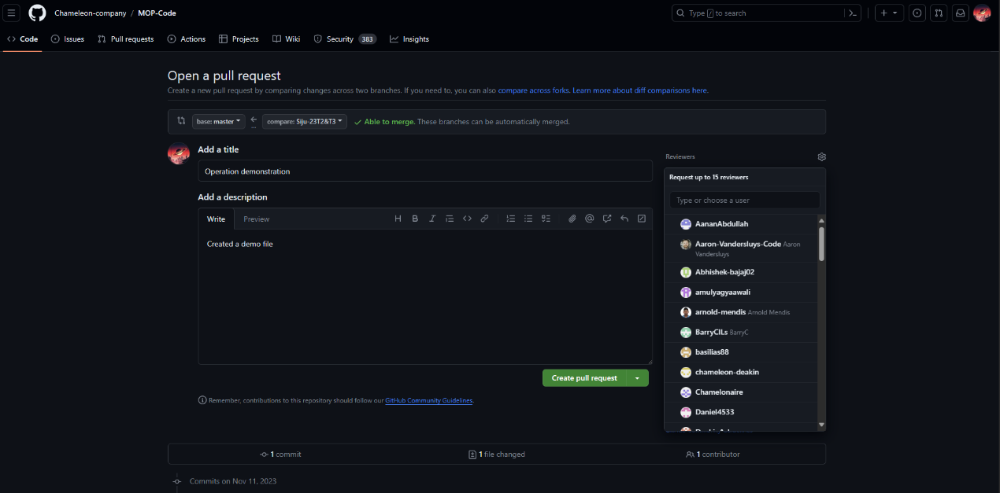 Chameleon-company / MOP-Code
Type / to search
Code
Issues
Pull requests
Actions
Projects
Wiki
Security 383
Insights
Open a pull request
Create a new pull request by comparing changes across two branches. If you need to, you can also compare across forks. Learn more about diff comparisons here.
base: master
compare: Siju-23T2&T3
Able to merge. These branches can be automatically merged.
Add a title
Operation demonstration
Add a description
Write
Preview
Created a demo file
Create pull request
Remember, contributions to this repository should follow our GitHub Community Guidelines.
Reviewers
Request up to 15 reviewers
Type or choose a user
AananAbdullah
Aaron-Vandersluys-Code Aaron
Vandersluys
Abhishek-bajaj02
amulyagyaawali
arnold-mendis Arnold Mendis
BarryCILs BarryC
basilias88
chameleon-deakin
Chamelonaire
Daniel4533
1 commit
1 file changed
1 contributor
Commits on Nov 11, 2023